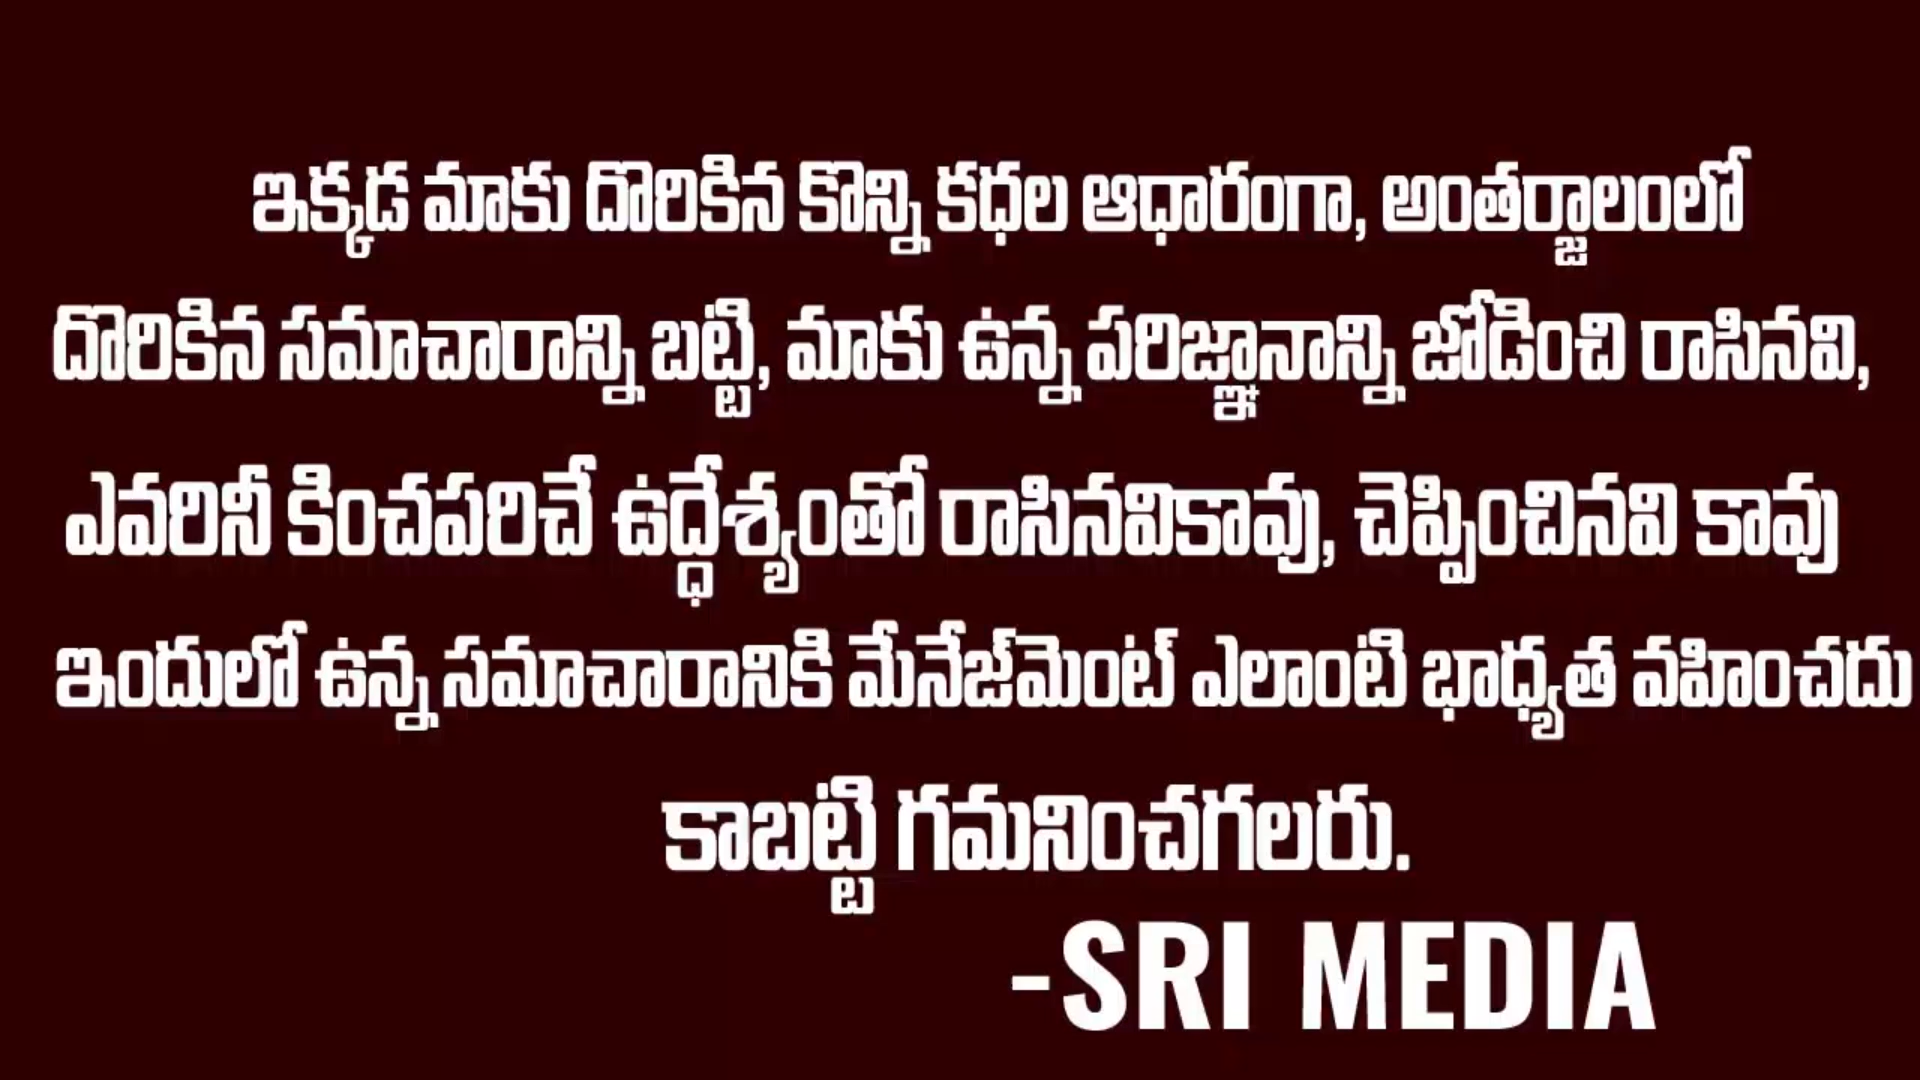 ఇక్కడ మాకు దొరికిన కొన్ని కధల ఆధారంగా, అంతర్జాలంలో
దొరికిన సమాచారాన్ని బట్టి, మాకు ఉన్న పరిజ్ఞానాన్ని జోడించి రాసినవి,
ఎవరినీ కించపరిచే ఉద్ధేశ్యంతో రాసినవికావు, చెప్పించినవి కావు
ఇందులో ఉన్న సమాచారానికి మేనేజ్‌మెంట్ ఎలాంటి భాధ్యత వహించదు
కాబట్టి గమనించగలరు.
-SRI MEDIA